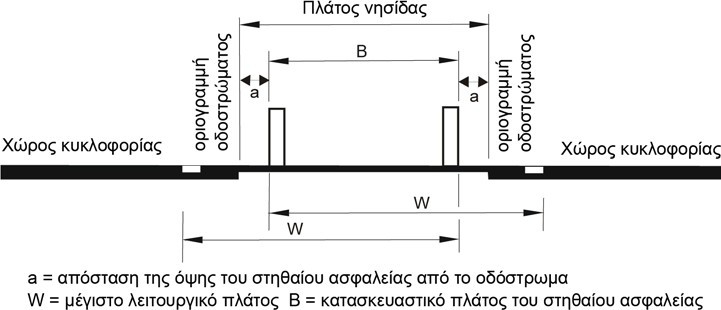 Πλάτος νησίδας
B
a
a
οριογραμμή
οδοστρώματος
οριογραμμή
οδοστρώματος
Χώρος κυκλοφορίας
Χώρος κυκλοφορίας
W
W
a = απόσταση της όψης του στηθαίου ασφαλείας από το οδόστρωμα
W = μέγιστο λειτουργικό πλάτος B = κατασκευαστικό πλάτος του στηθαίου ασφαλείας